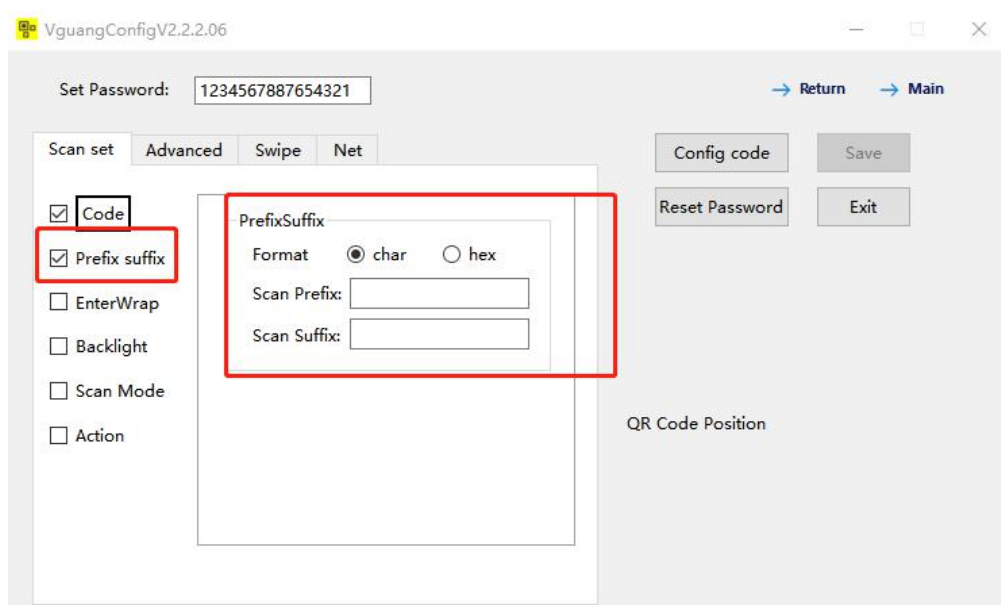 VguangConfigV2.2.2.06
Set Password: 1234567887654321
Return Main
Scan set Advanced Swipe Net
Config code Save
Reset Password Exit
Code
Prefix suffix
EnterWrap
Backlight
Scan Mode
Action
PrefixSuffix
Format char hex
Scan Prefix:
Scan Suffix:
QR Code Position